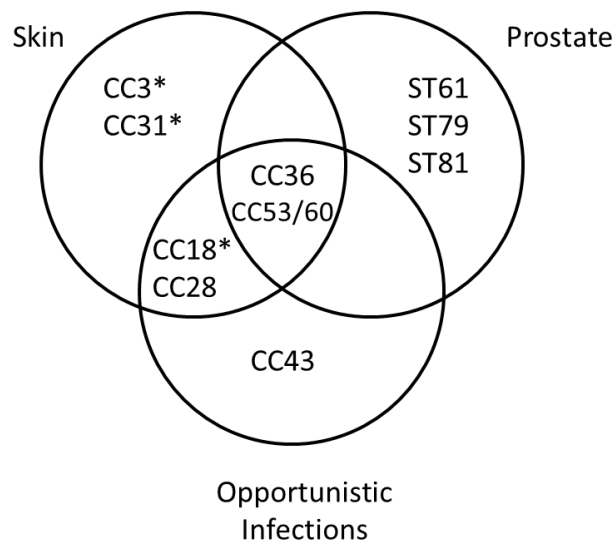 Skin
Prostate
CC3*
CC31*
ST61
ST79
ST81
CC36
CC53/60
CC18*
CC28
CC43
Opportunistic
Infections